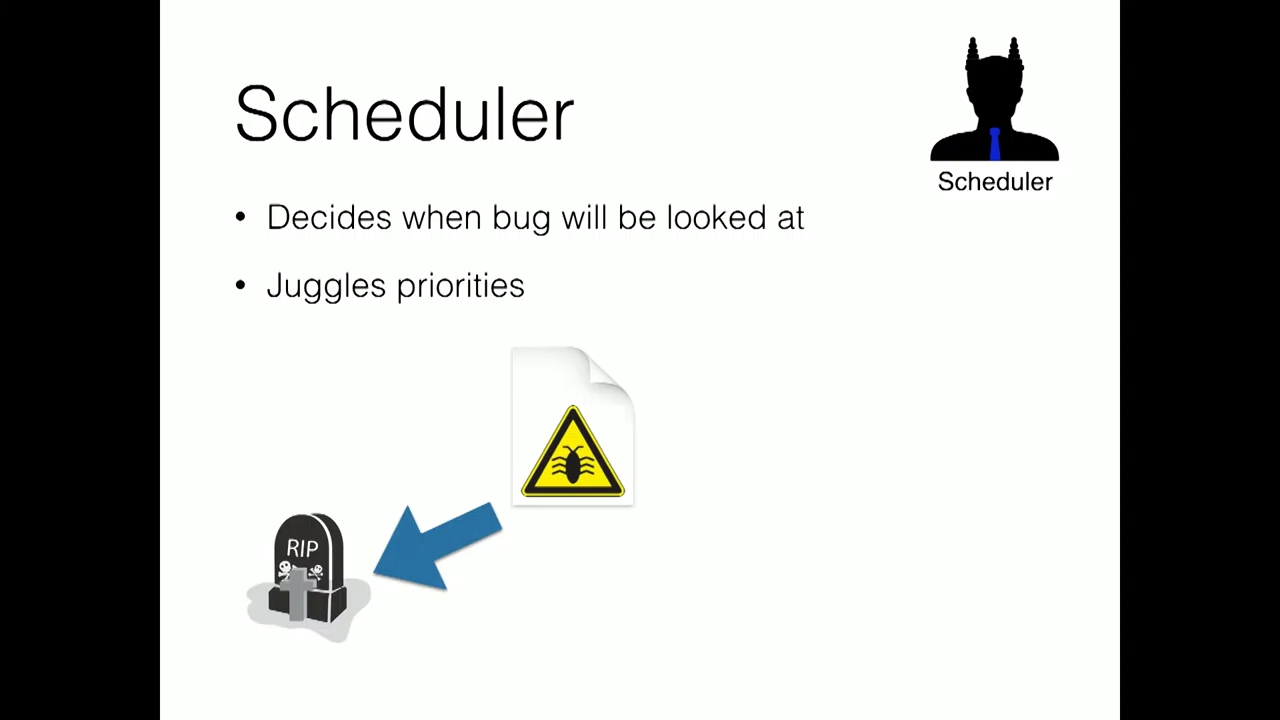 Scheduler
Scheduler
• Decides when bug will be looked at
• Juggles priorities
RIP